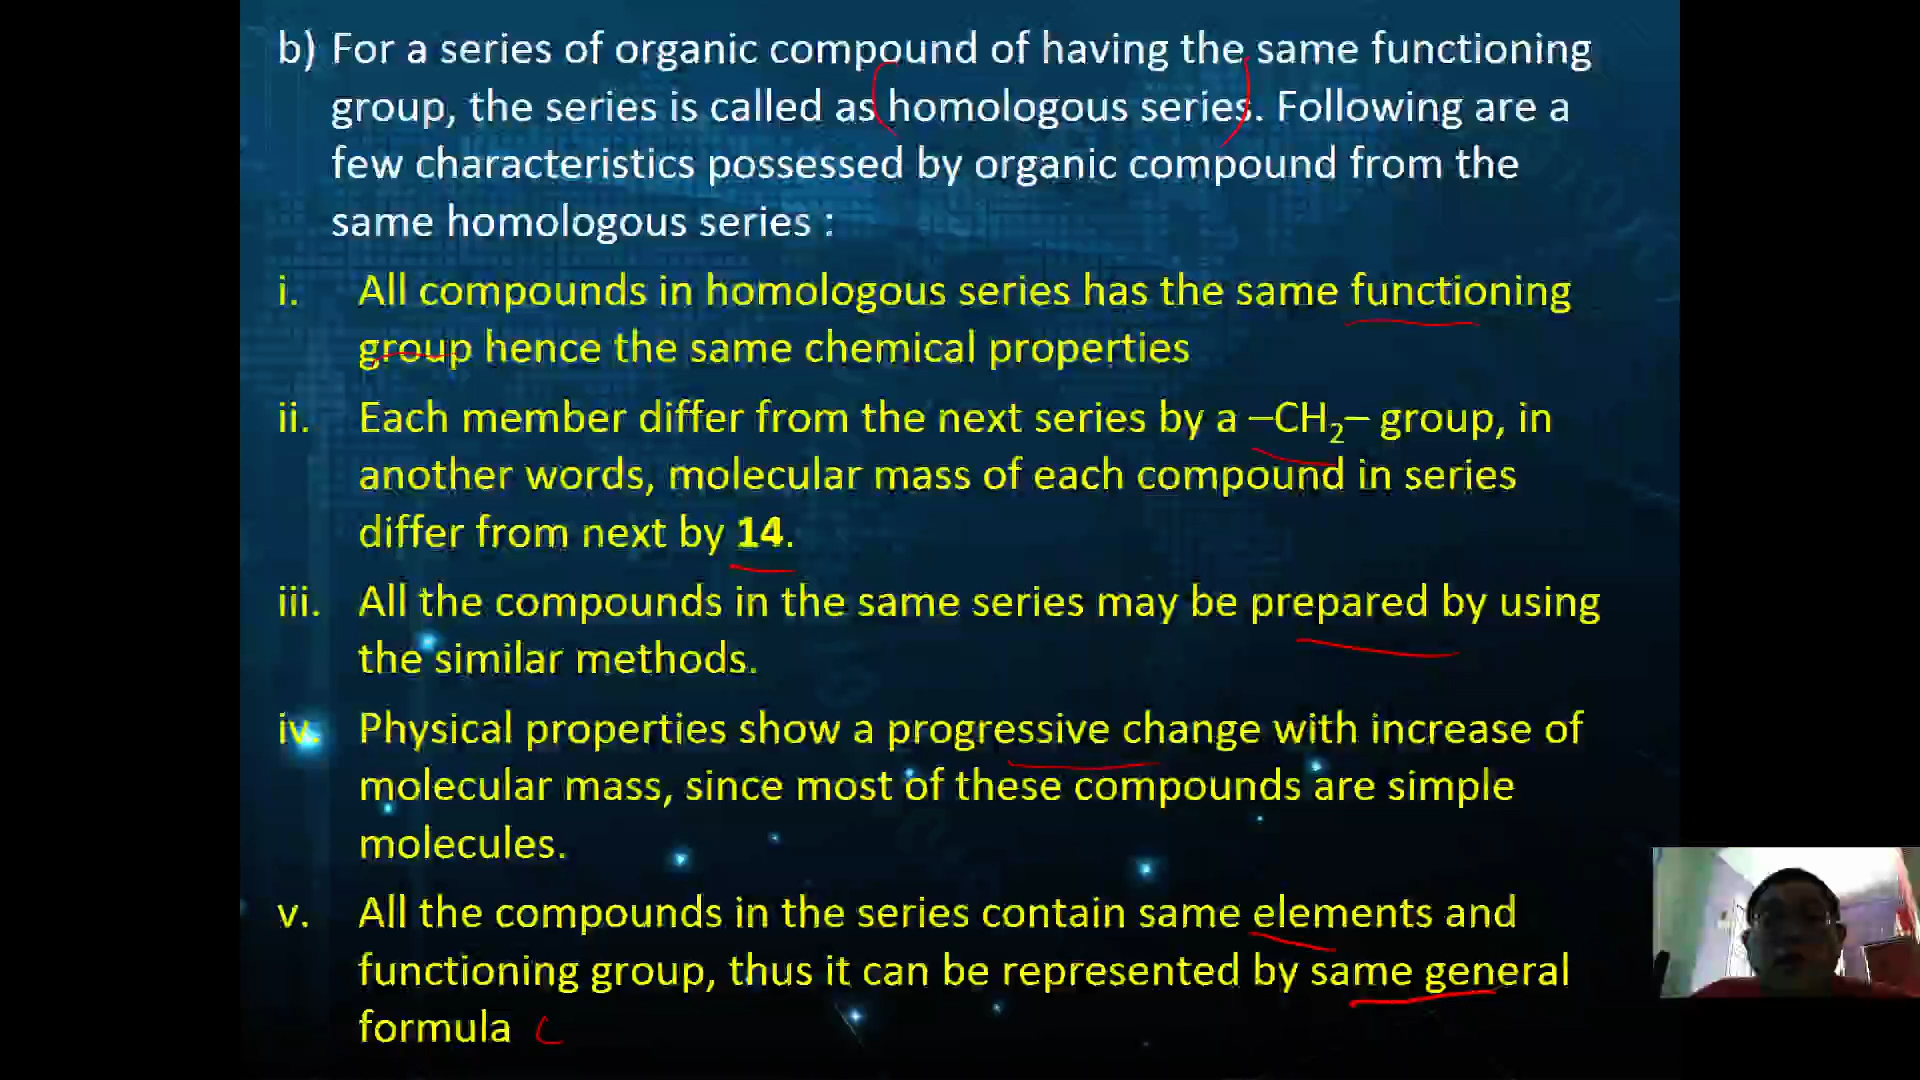 b) For a series of organic compound of having the same functioning
group, the series is called as homologous series. Following are a
few characteristics possessed by organic compound from the
same homologous series :
i. All compounds in homologous series has the same functioning
group hence the same chemical properties
ii. Each member differ from the next series by a –CH₂– group, in
another words, molecular mass of each compound in series
differ from next by 14.
iii. All the compounds in the same series may be prepared by using
the similar methods.
iv. Physical properties show a progressive change with increase of
molecular mass, since most of these compounds are simple
molecules.
v. All the compounds in the series contain same elements and
functioning group, thus it can be represented by same general
formula